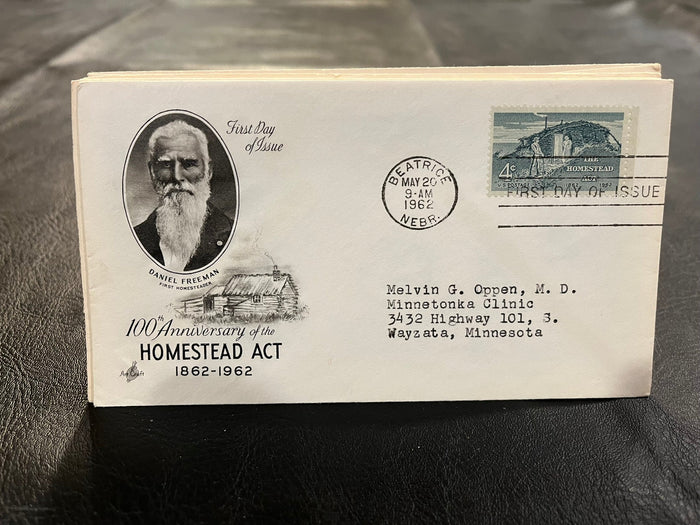 First Day
of Issue
DANIEL FREEMAN
FIRST HOMESTEADER
100th Anniversary of the
HOMESTEAD ACT
1862-1962
Art Craft
BEATRICE
MAY 20
9-AM
1962
NEBR.
THE
HOMESTEAD
ACT
4¢
FIRST DAY OF ISSUE
Melvin G. Oppen, M. D.
Minnetonka Clinic
3432 Highway 101, S.
Wayzata, Minnesota